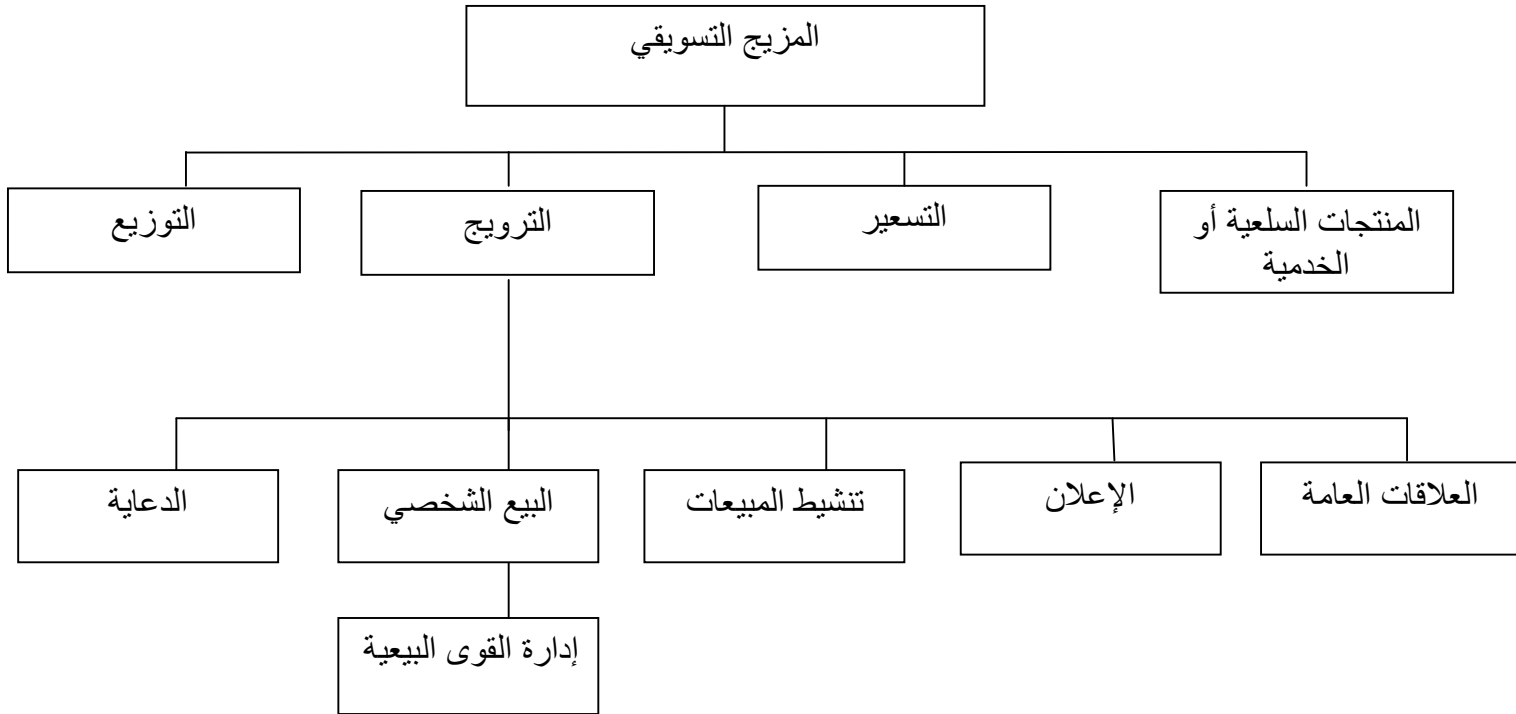 المزيج التسويقي
المنتجات السلعية أو
الخدمية
التسعير
الترويج
التوزيع
العلاقات العامة
الإعلان
تنشيط المبيعات
البيع الشخصي
الدعاية
إدارة القوى البيعية